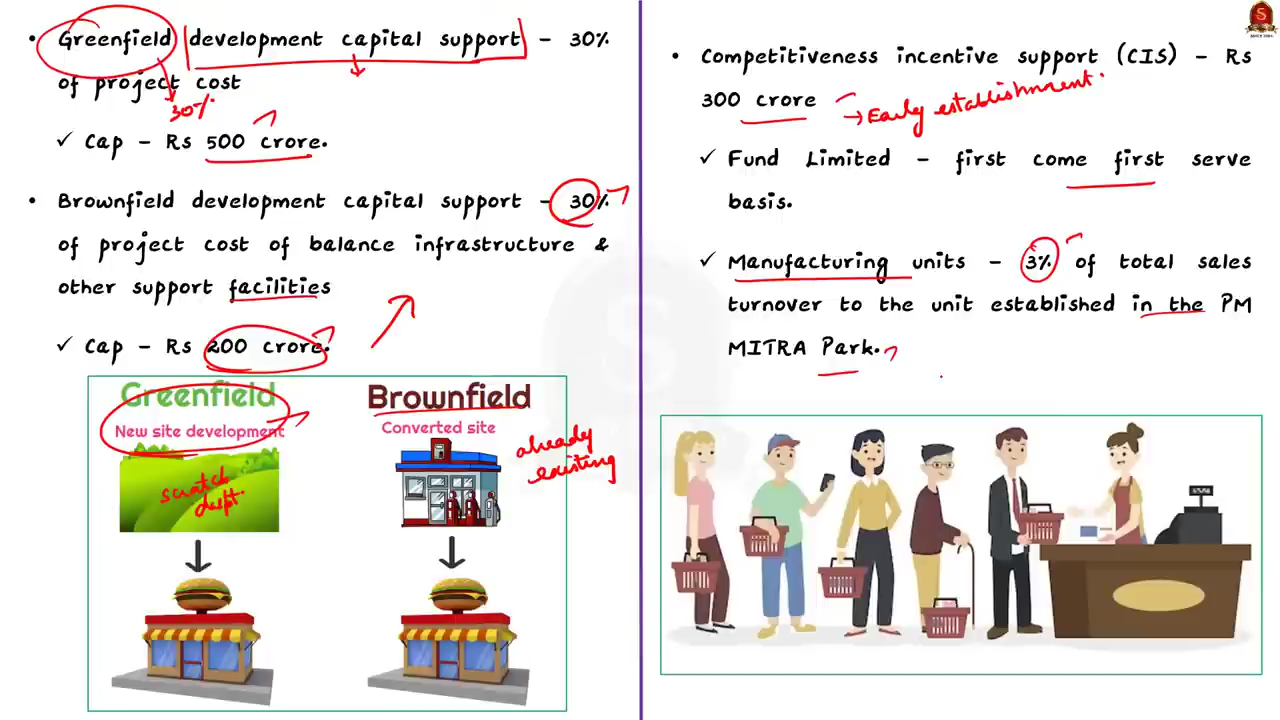 • Greenfield development capital support - 30%
of project cost
30%
✓ Cap - Rs 500 crore.
• Brownfield development capital support - 30%
of project cost of balance infrastructure &
other support facilities
✓ Cap - Rs 200 crore.
Greenfield
New site development
scratch
devpt.
Brownfield
Converted site
already
existing
• Competitiveness incentive support (CIS) - Rs
300 crore
→ Early establishment
✓ Fund Limited - first come first serve
basis.
✓ Manufacturing units - 3% of total sales
turnover to the unit established in the PM
MITRA Park.
S